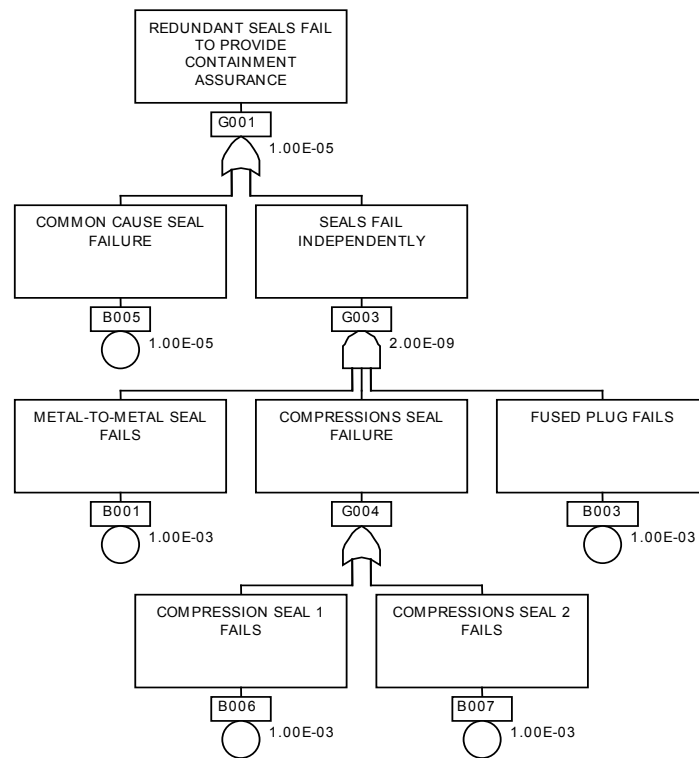 REDUNDANT SEALS FAIL
TO PROVIDE
CONTAINMENT
ASSURANCE
G001
1.00E-05
COMMON CAUSE SEAL
FAILURE
SEALS FAIL
INDEPENDENTLY
B005
1.00E-05
G003
2.00E-09
METAL-TO-METAL SEAL
FAILS
COMPRESSIONS SEAL
FAILURE
FUSED PLUG FAILS
B001
1.00E-03
G004
B003
1.00E-03
COMPRESSION SEAL 1
FAILS
COMPRESSIONS SEAL 2
FAILS
B006
1.00E-03
B007
1.00E-03